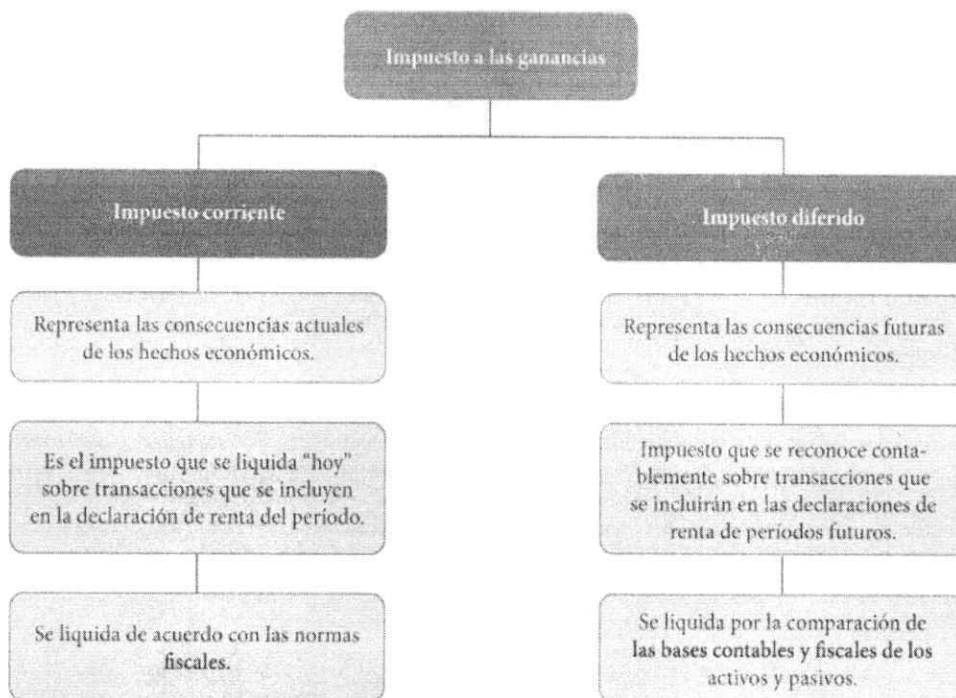 Impuesto a las ganancias
Impuesto corriente
Representa las consecuencias actuales
de los hechos económicos.
Es el impuesto que se liquida "hoy"
sobre transacciones que se incluyen
en la declaración de renta del período.
Se liquida de acuerdo con las normas
fiscales.
Impuesto diferido
Representa las consecuencias futuras
de los hechos económicos.
Impuesto que se reconoce conta-
blemente sobre transacciones que
se incluirán en las declaraciones de
renta de períodos futuros.
Se liquida por la comparación de
las bases contables y fiscales de los
activos y pasivos.